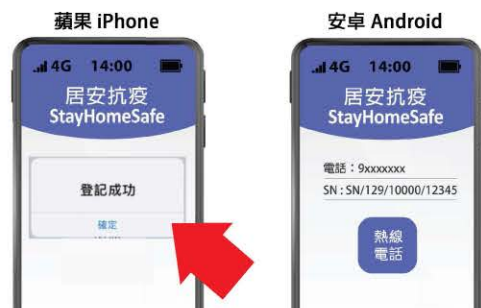 蘋果 iPhone
4G 14:00
居安抗疫
StayHomeSafe
登記成功
確定
安卓 Android
4G 14:00
居安抗疫
StayHomeSafe
電話：9xxxxxxx
SN : SN/129/10000/12345
熱線
電話